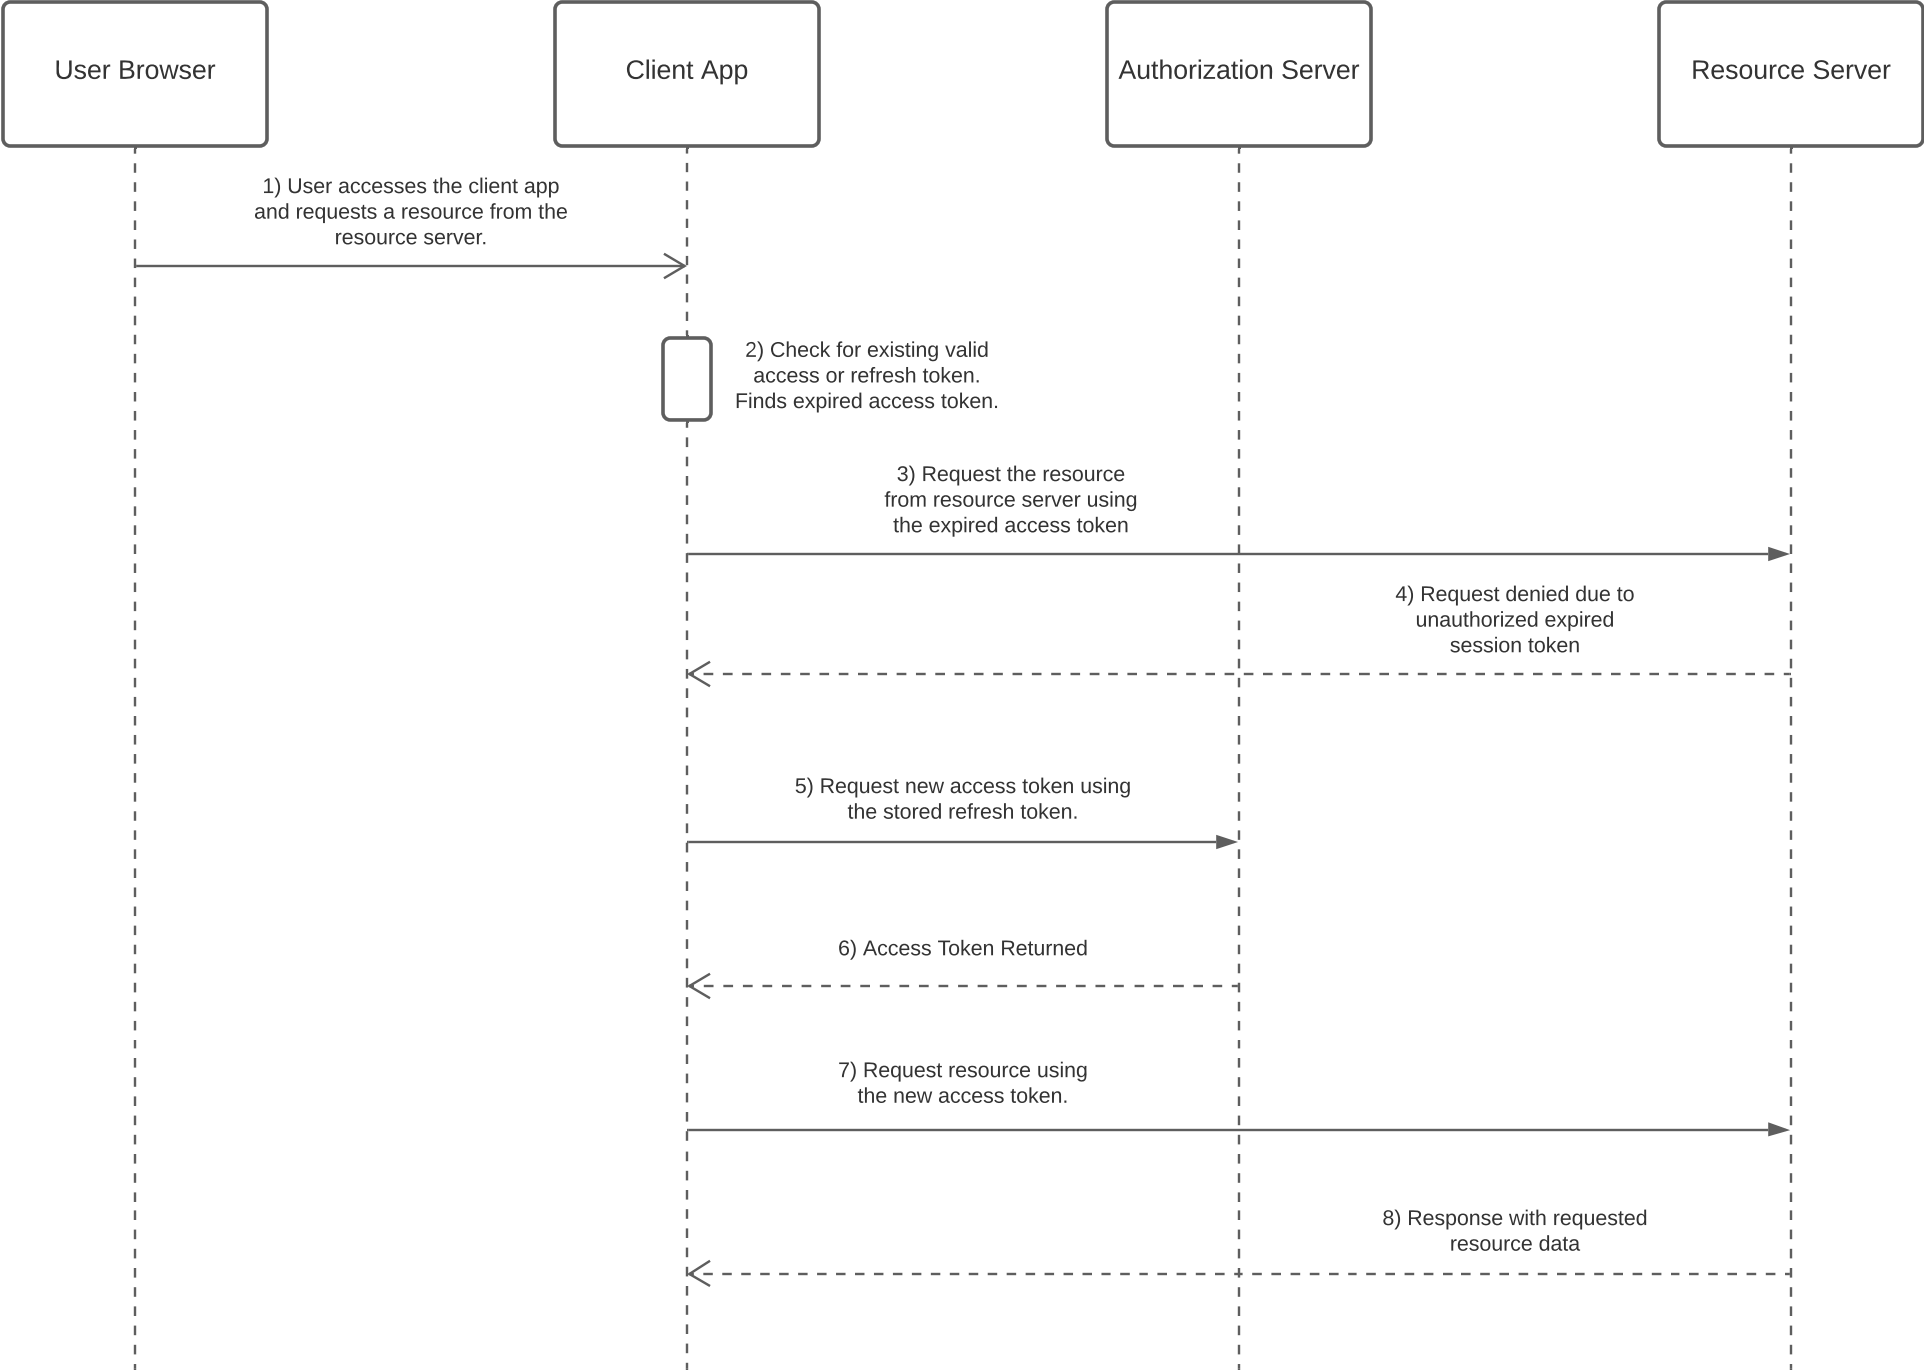 User Browser
Client App
Authorization Server
Resource Server
1) User accesses the client app
and requests a resource from the
resource server.
2) Check for existing valid
access or refresh token.
Finds expired access token.
3) Request the resource
from resource server using
the expired access token
4) Request denied due to
unauthorized expired
session token
5) Request new access token using
the stored refresh token.
6) Access Token Returned
7) Request resource using
the new access token.
8) Response with requested
resource data